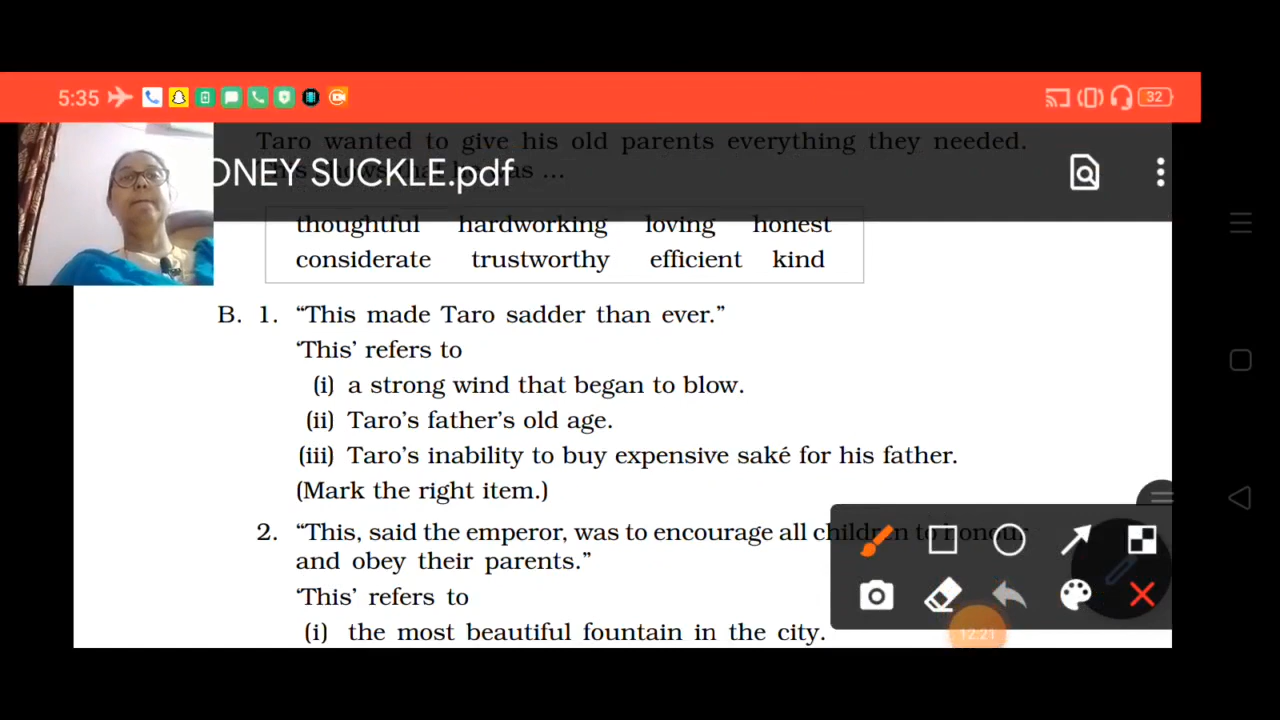 5:35 32
Taro wanted to give his old parents everything they needed.
ONEY SUCKLE.pdf
thoughtful hardworking loving honest
considerate trustworthy efficient kind
B. 1. “This made Taro sadder than ever.”
‘This’ refers to
(i) a strong wind that began to blow.
(ii) Taro’s father’s old age.
(iii) Taro’s inability to buy expensive saké for his father.
(Mark the right item.)
2. “This, said the emperor, was to encourage all children to honour
and obey their parents.”
‘This’ refers to
(i) the most beautiful fountain in the city.
12:21